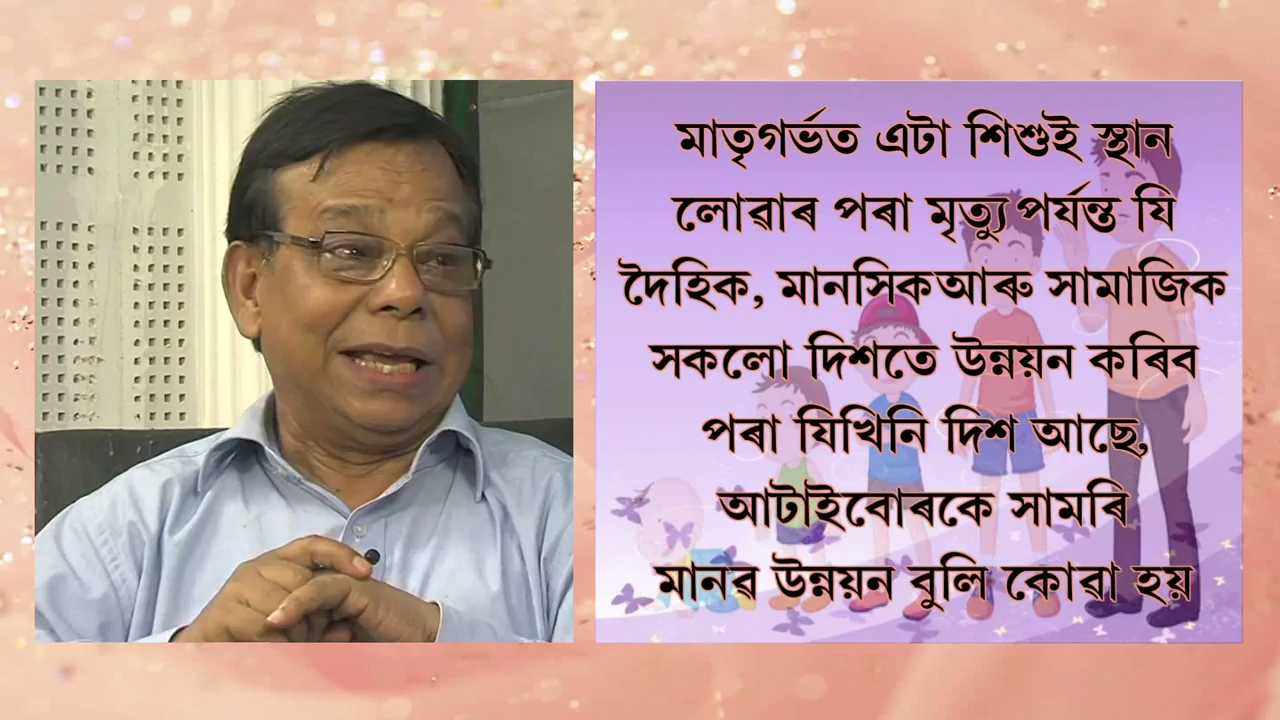 মাতৃগৰ্ভত এটা শিশুই স্থান
লোৱাৰ পৰা মৃত্যু পৰ্যন্ত যি
দৈহিক, মানসিকআৰু সামাজিক
সকলো দিশতে উন্নয়ন কৰিব
পৰা যিখিনি দিশ আছে,
আটাইবোৰকে সামৰি
মানৱ উন্নয়ন বুলি কোৱা হয়